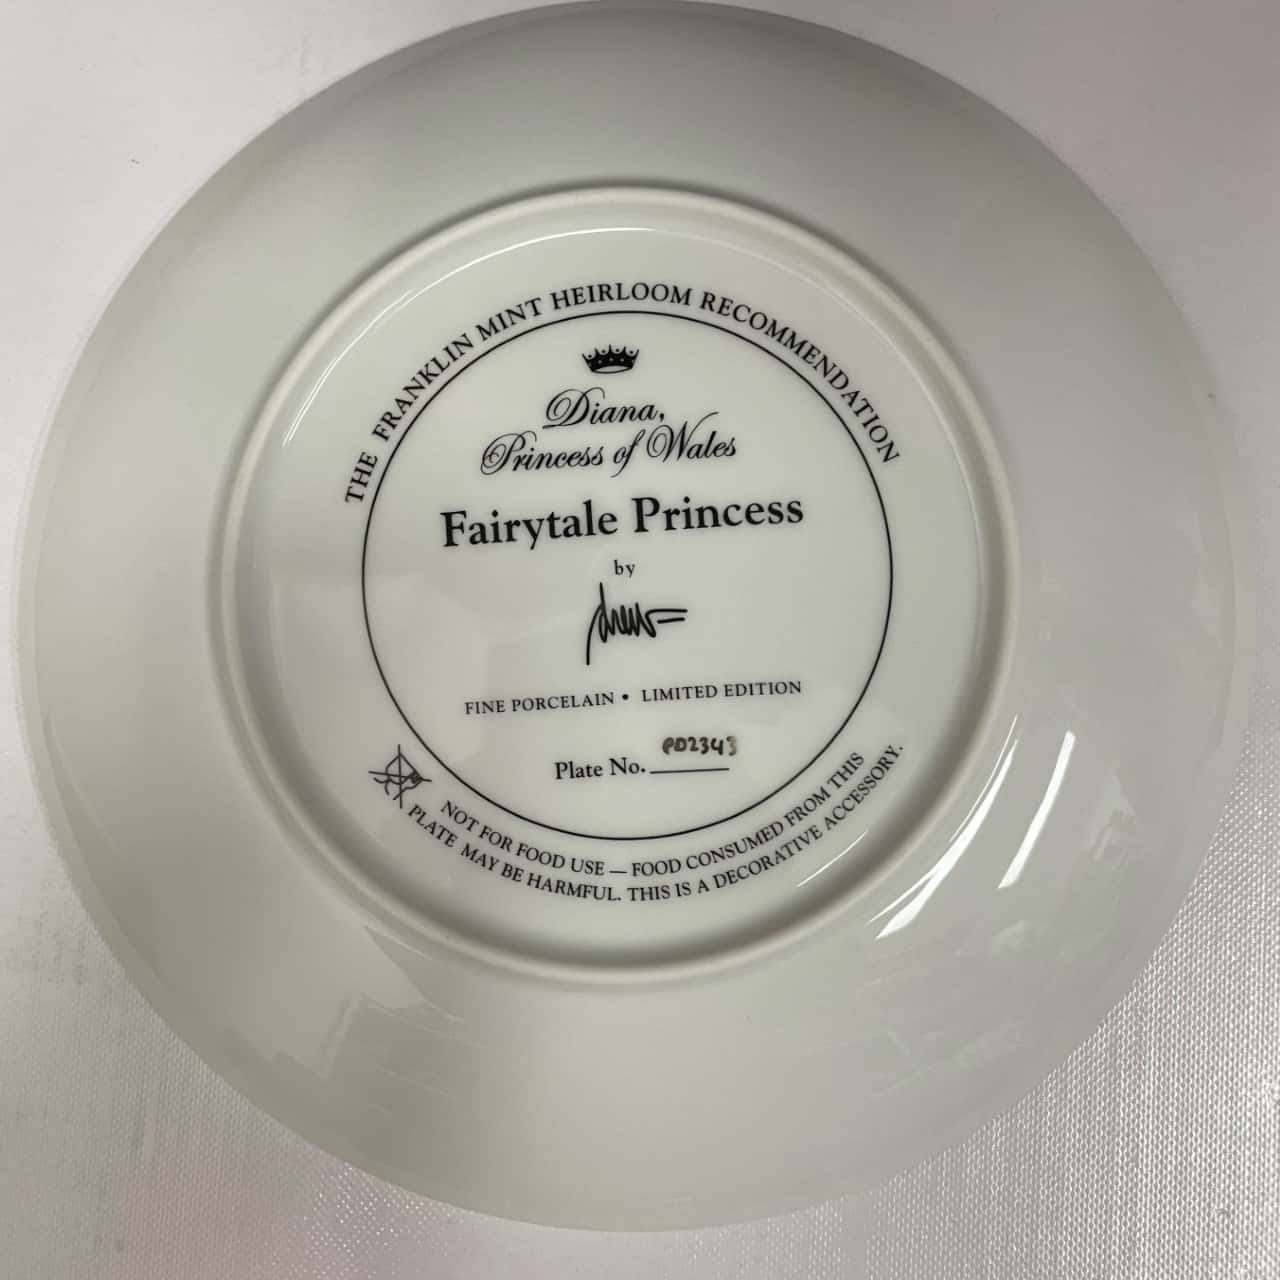 THE FRANKLIN MINT HEIRLOOM RECOMMENDATION
Diana,
Princess of Wales
Fairytale Princess
by
FINE PORCELAIN • LIMITED EDITION
Plate No. PD2343
NOT FOR FOOD USE — FOOD CONSUMED FROM THIS
PLATE MAY BE HARMFUL. THIS IS A DECORATIVE ACCESSORY.